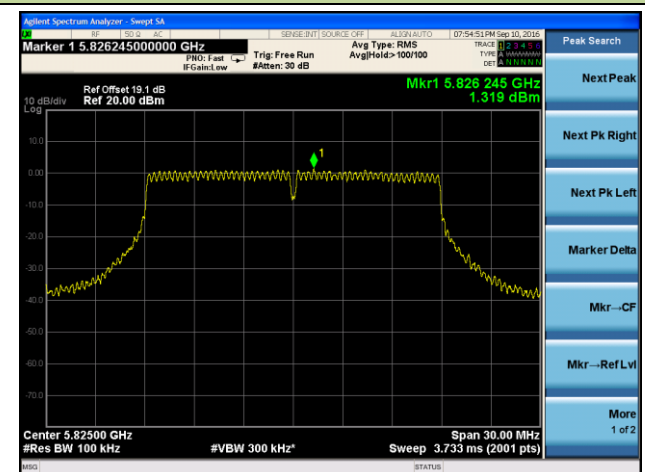 Agilent Spectrum Analyzer - Swept SA
RF 50 Ω AC SENSE:INT SOURCE OFF ALIGN AUTO 07:54:51 PM Sep 10, 2016
Marker 1 5.826245000000 GHz
PNO: Fast
IFGain:Low
Trig: Free Run
#Atten: 30 dB
Avg Type: RMS
Avg|Hold:>100/100
TRACE 1 2 3 4 5 6
TYPE A
DET A N N N N N
Peak Search
Ref Offset 19.1 dB
10 dB/div Ref 20.00 dBm
Log
Mkr1 5.826 245 GHz
1.319 dBm
1
10.0
0.00
-10.0
-20.0
-30.0
-40.0
-50.0
-60.0
-70.0
Next Peak
Next Pk Right
Next Pk Left
Marker Delta
Mkr→CF
Mkr→Ref Lvl
More
1 of 2
Center 5.82500 GHz Span 30.00 MHz
#Res BW 100 kHz #VBW 300 kHz* Sweep 3.733 ms (2001 pts)
MSG STATUS